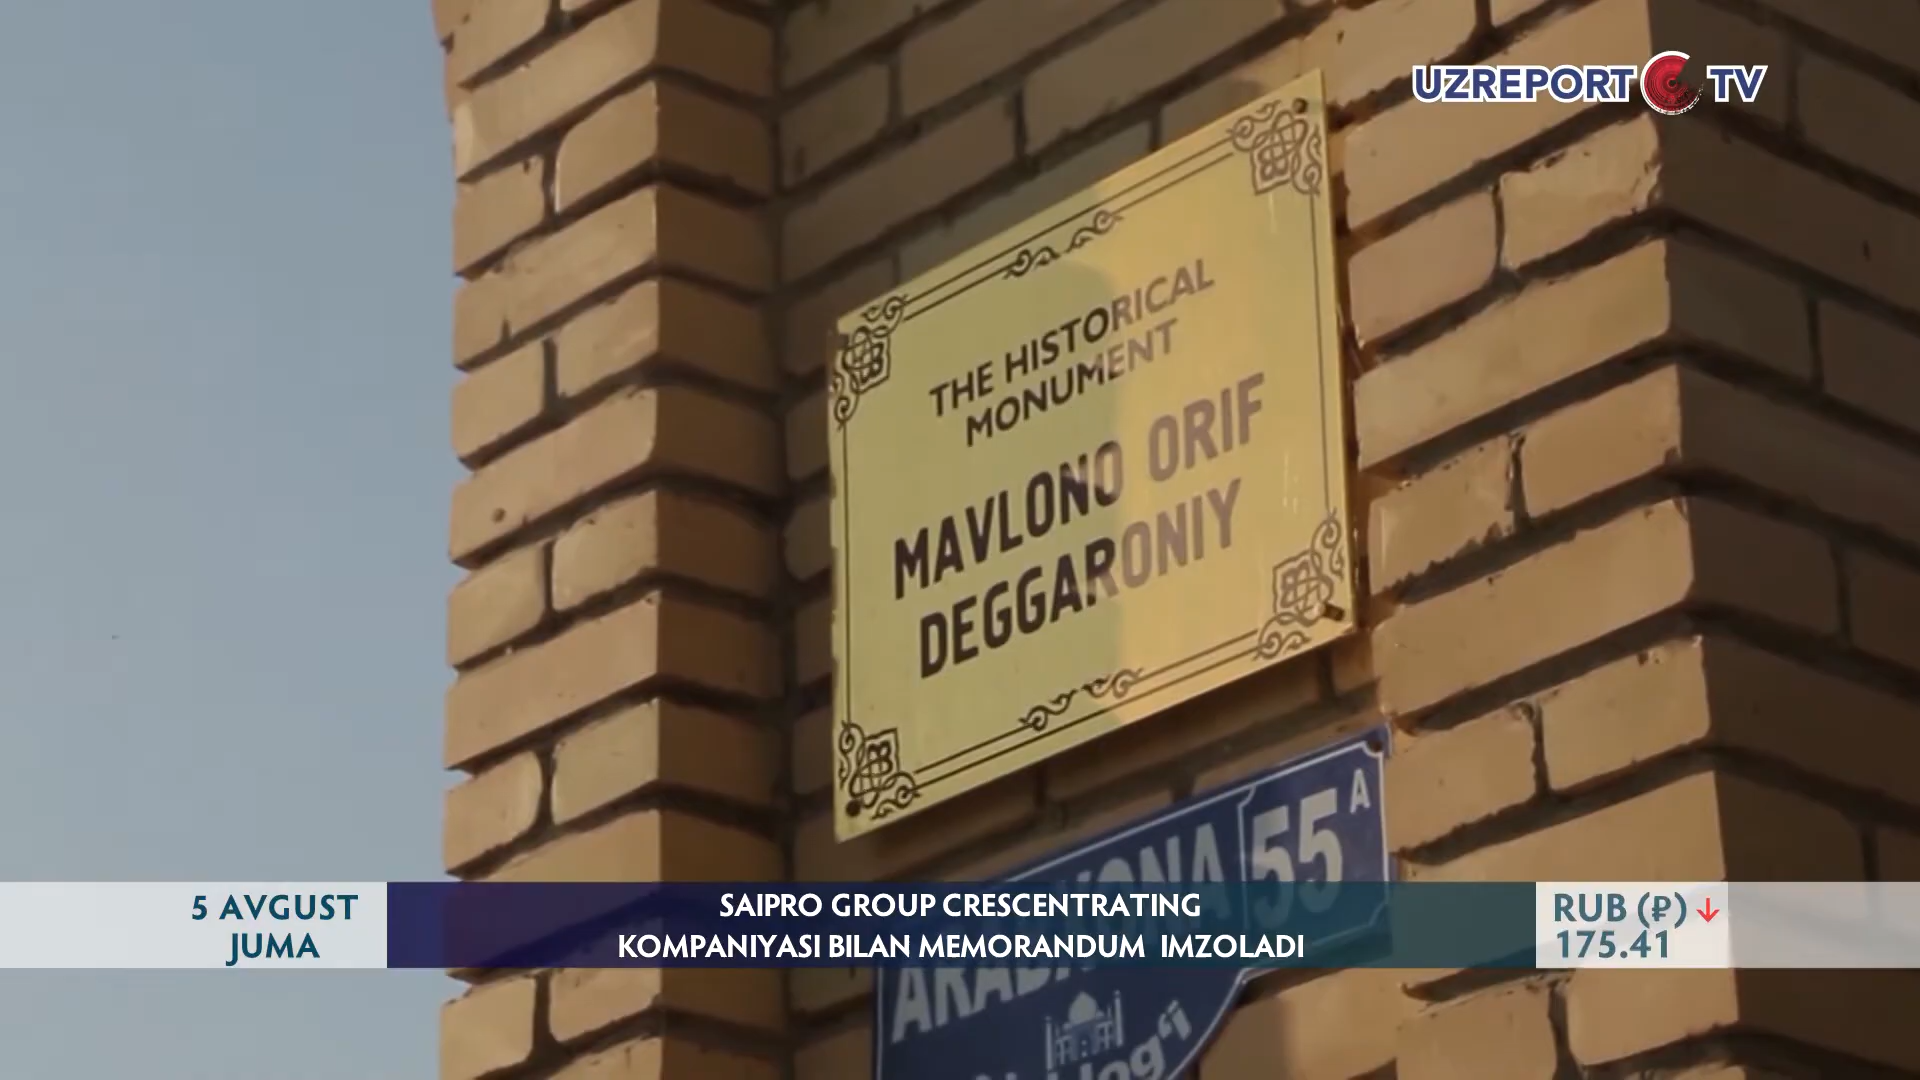 UZREPORT TV
THE HISTORICAL
MONUMENT
MAVLONO ORIF
DEGGARONIY
55 A
5 AVGUST
JUMA
SAIPRO GROUP CRESCENTRATING
KOMPANIYASI BILAN MEMORANDUM IMZOLADI
RUB (₽)
175.41